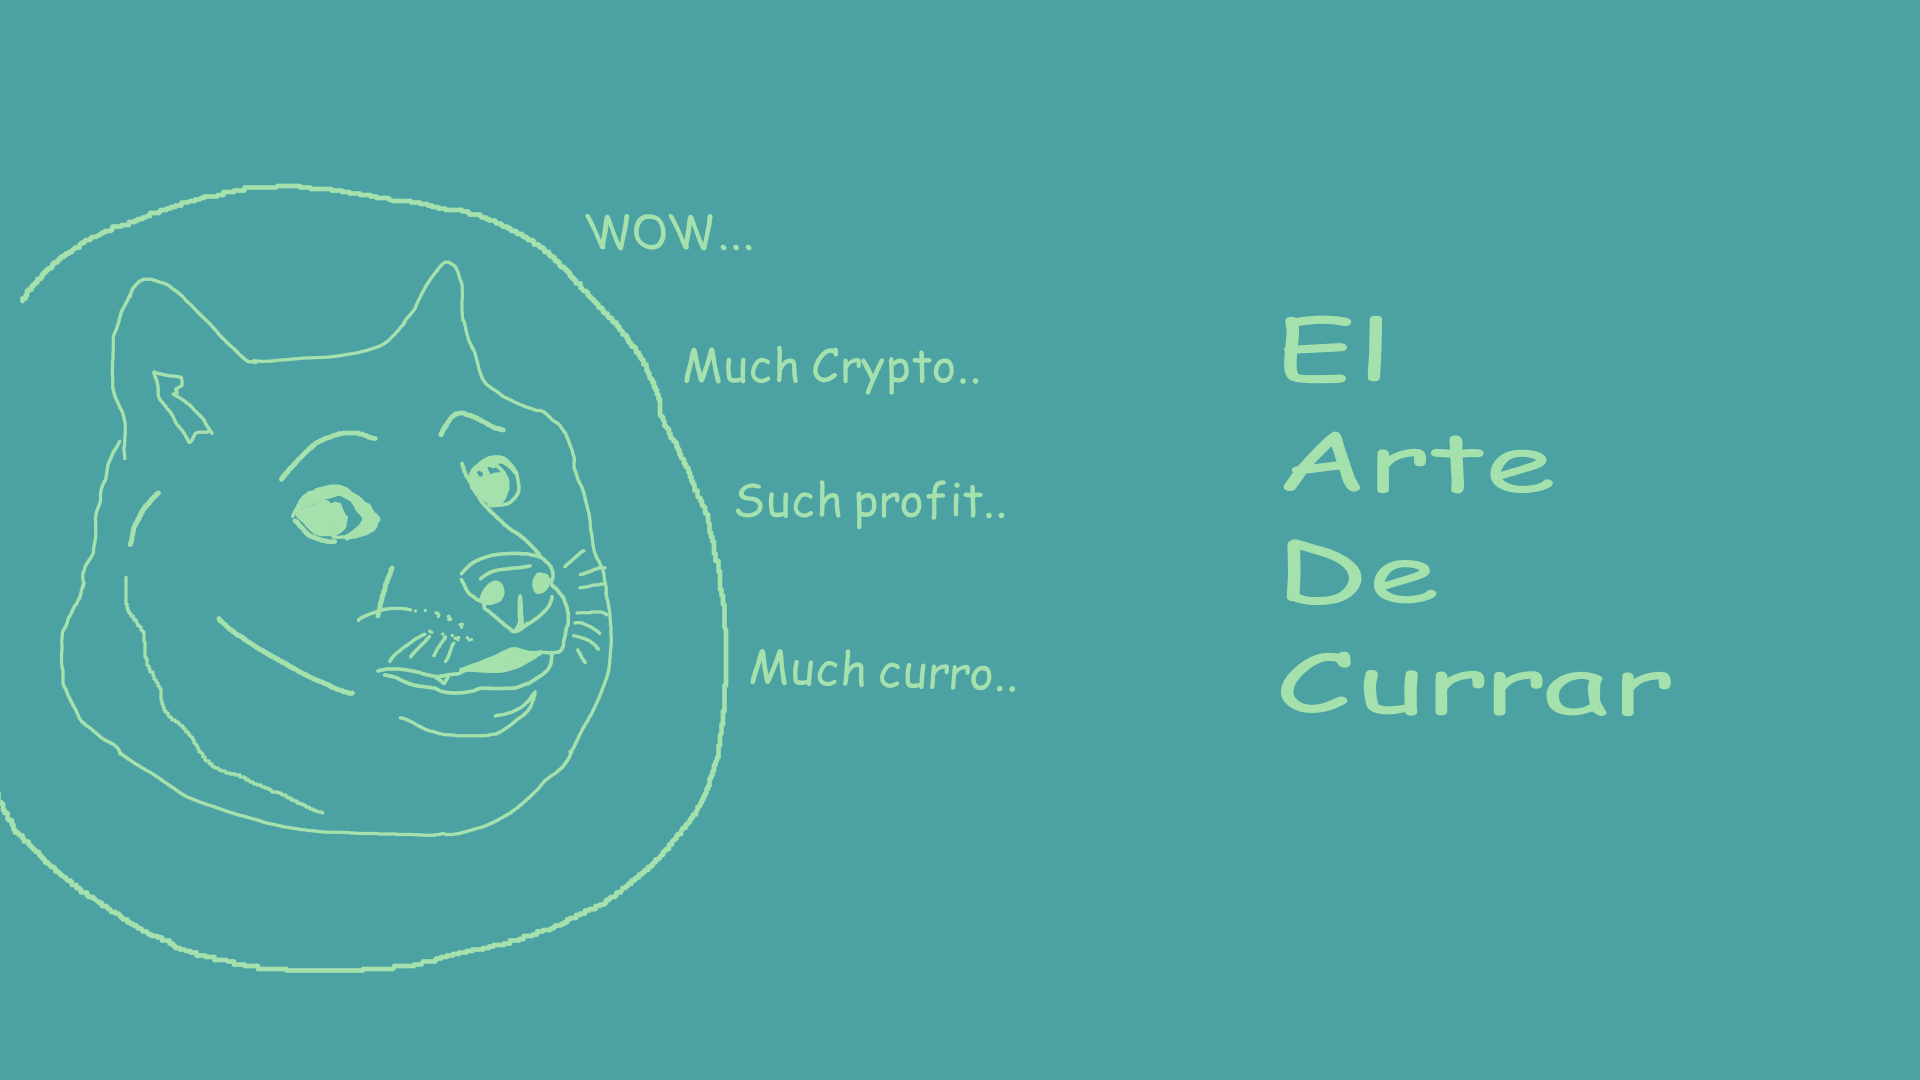 WOW...
Much Crypto..
Such profit..
Much curro..
El
Arte
De
Currar